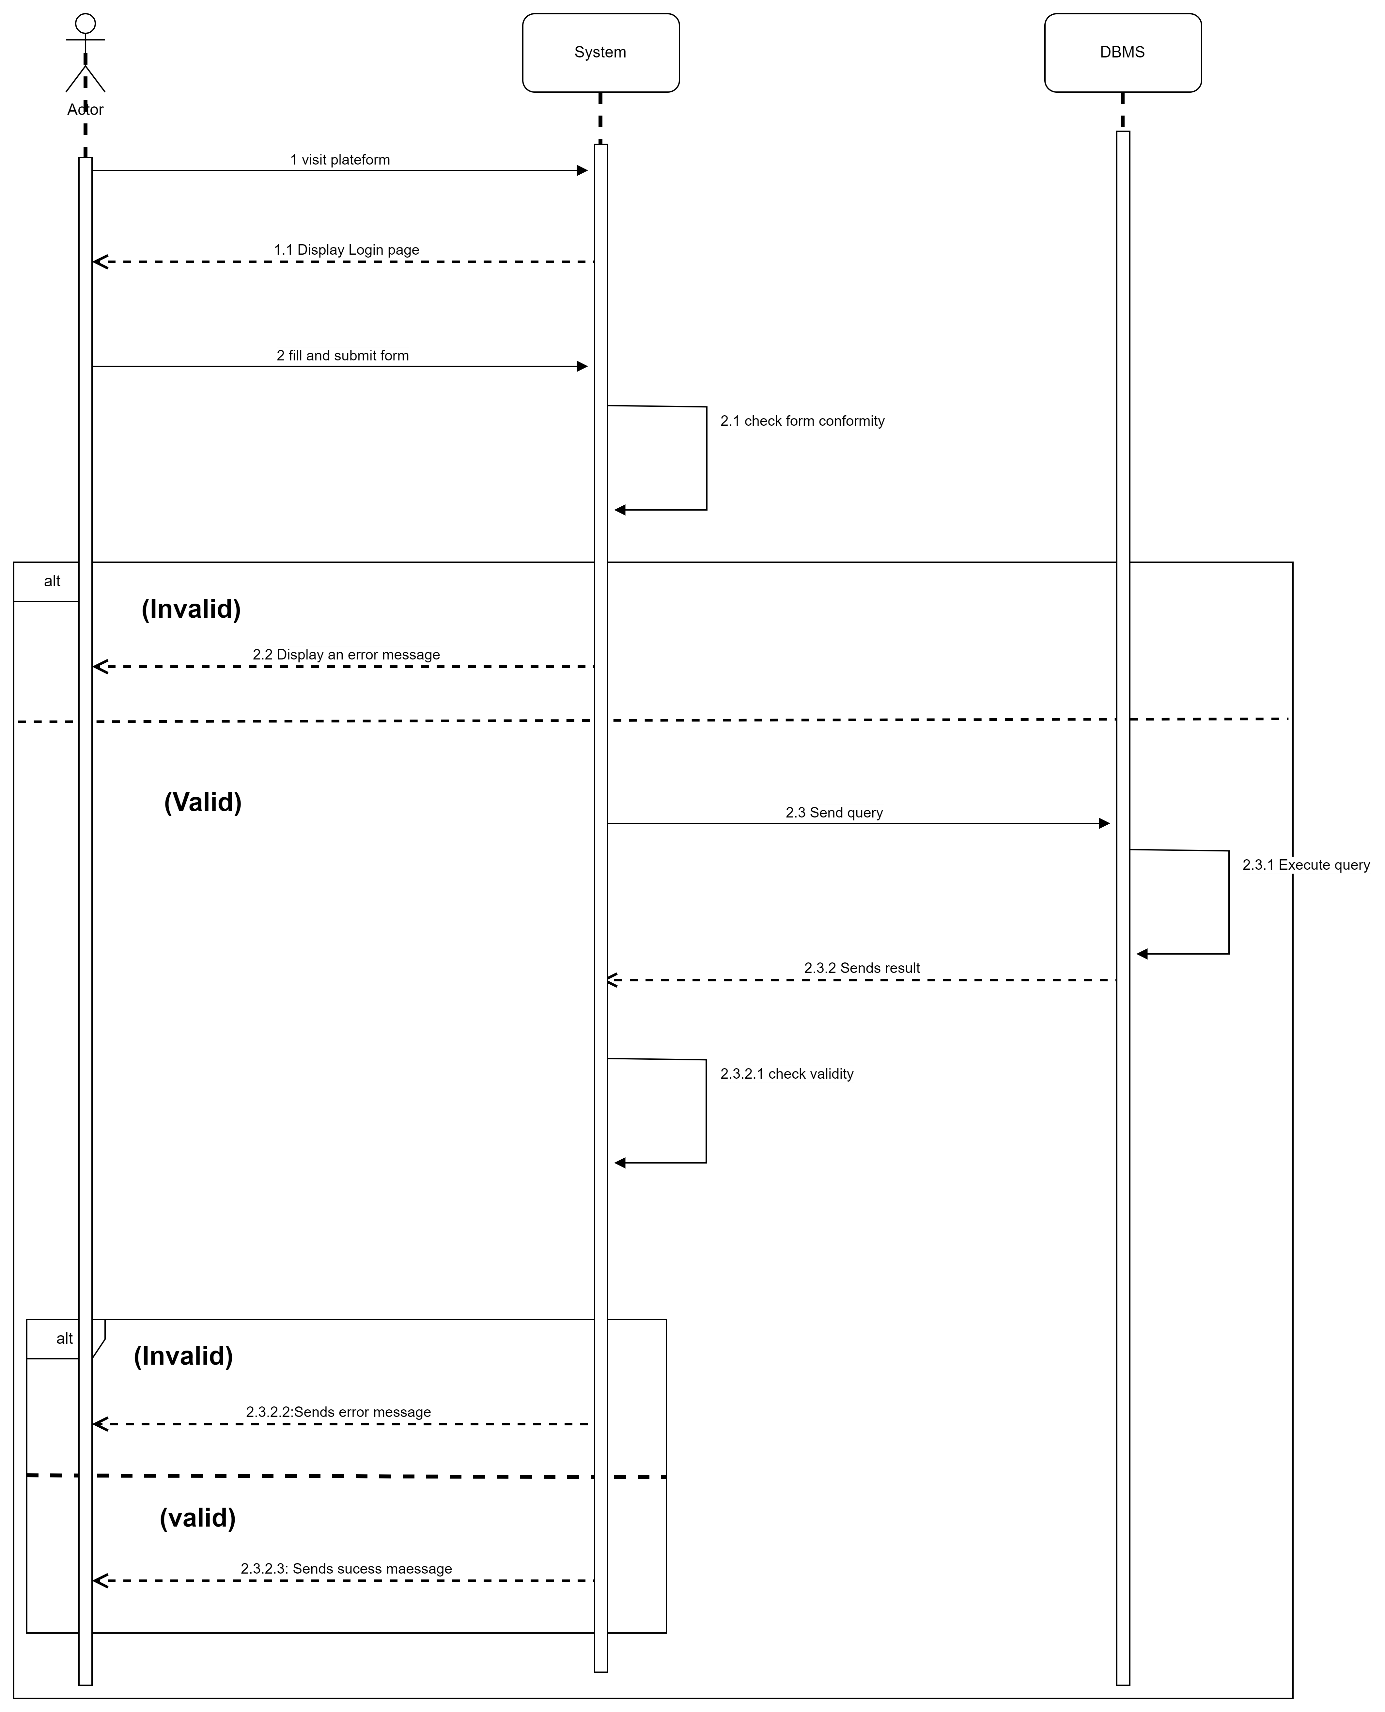 Actor
System
DBMS
1 visit plateform
1.1 Display Login page
2 fill and submit form
2.1 check form conformity
alt
(Invalid)
2.2 Display an error message
(Valid)
2.3 Send query
2.3.1 Execute query
2.3.2 Sends result
2.3.2.1 check validity
alt
(Invalid)
2.3.2.2:Sends error message
(valid)
2.3.2.3: Sends sucess maessage